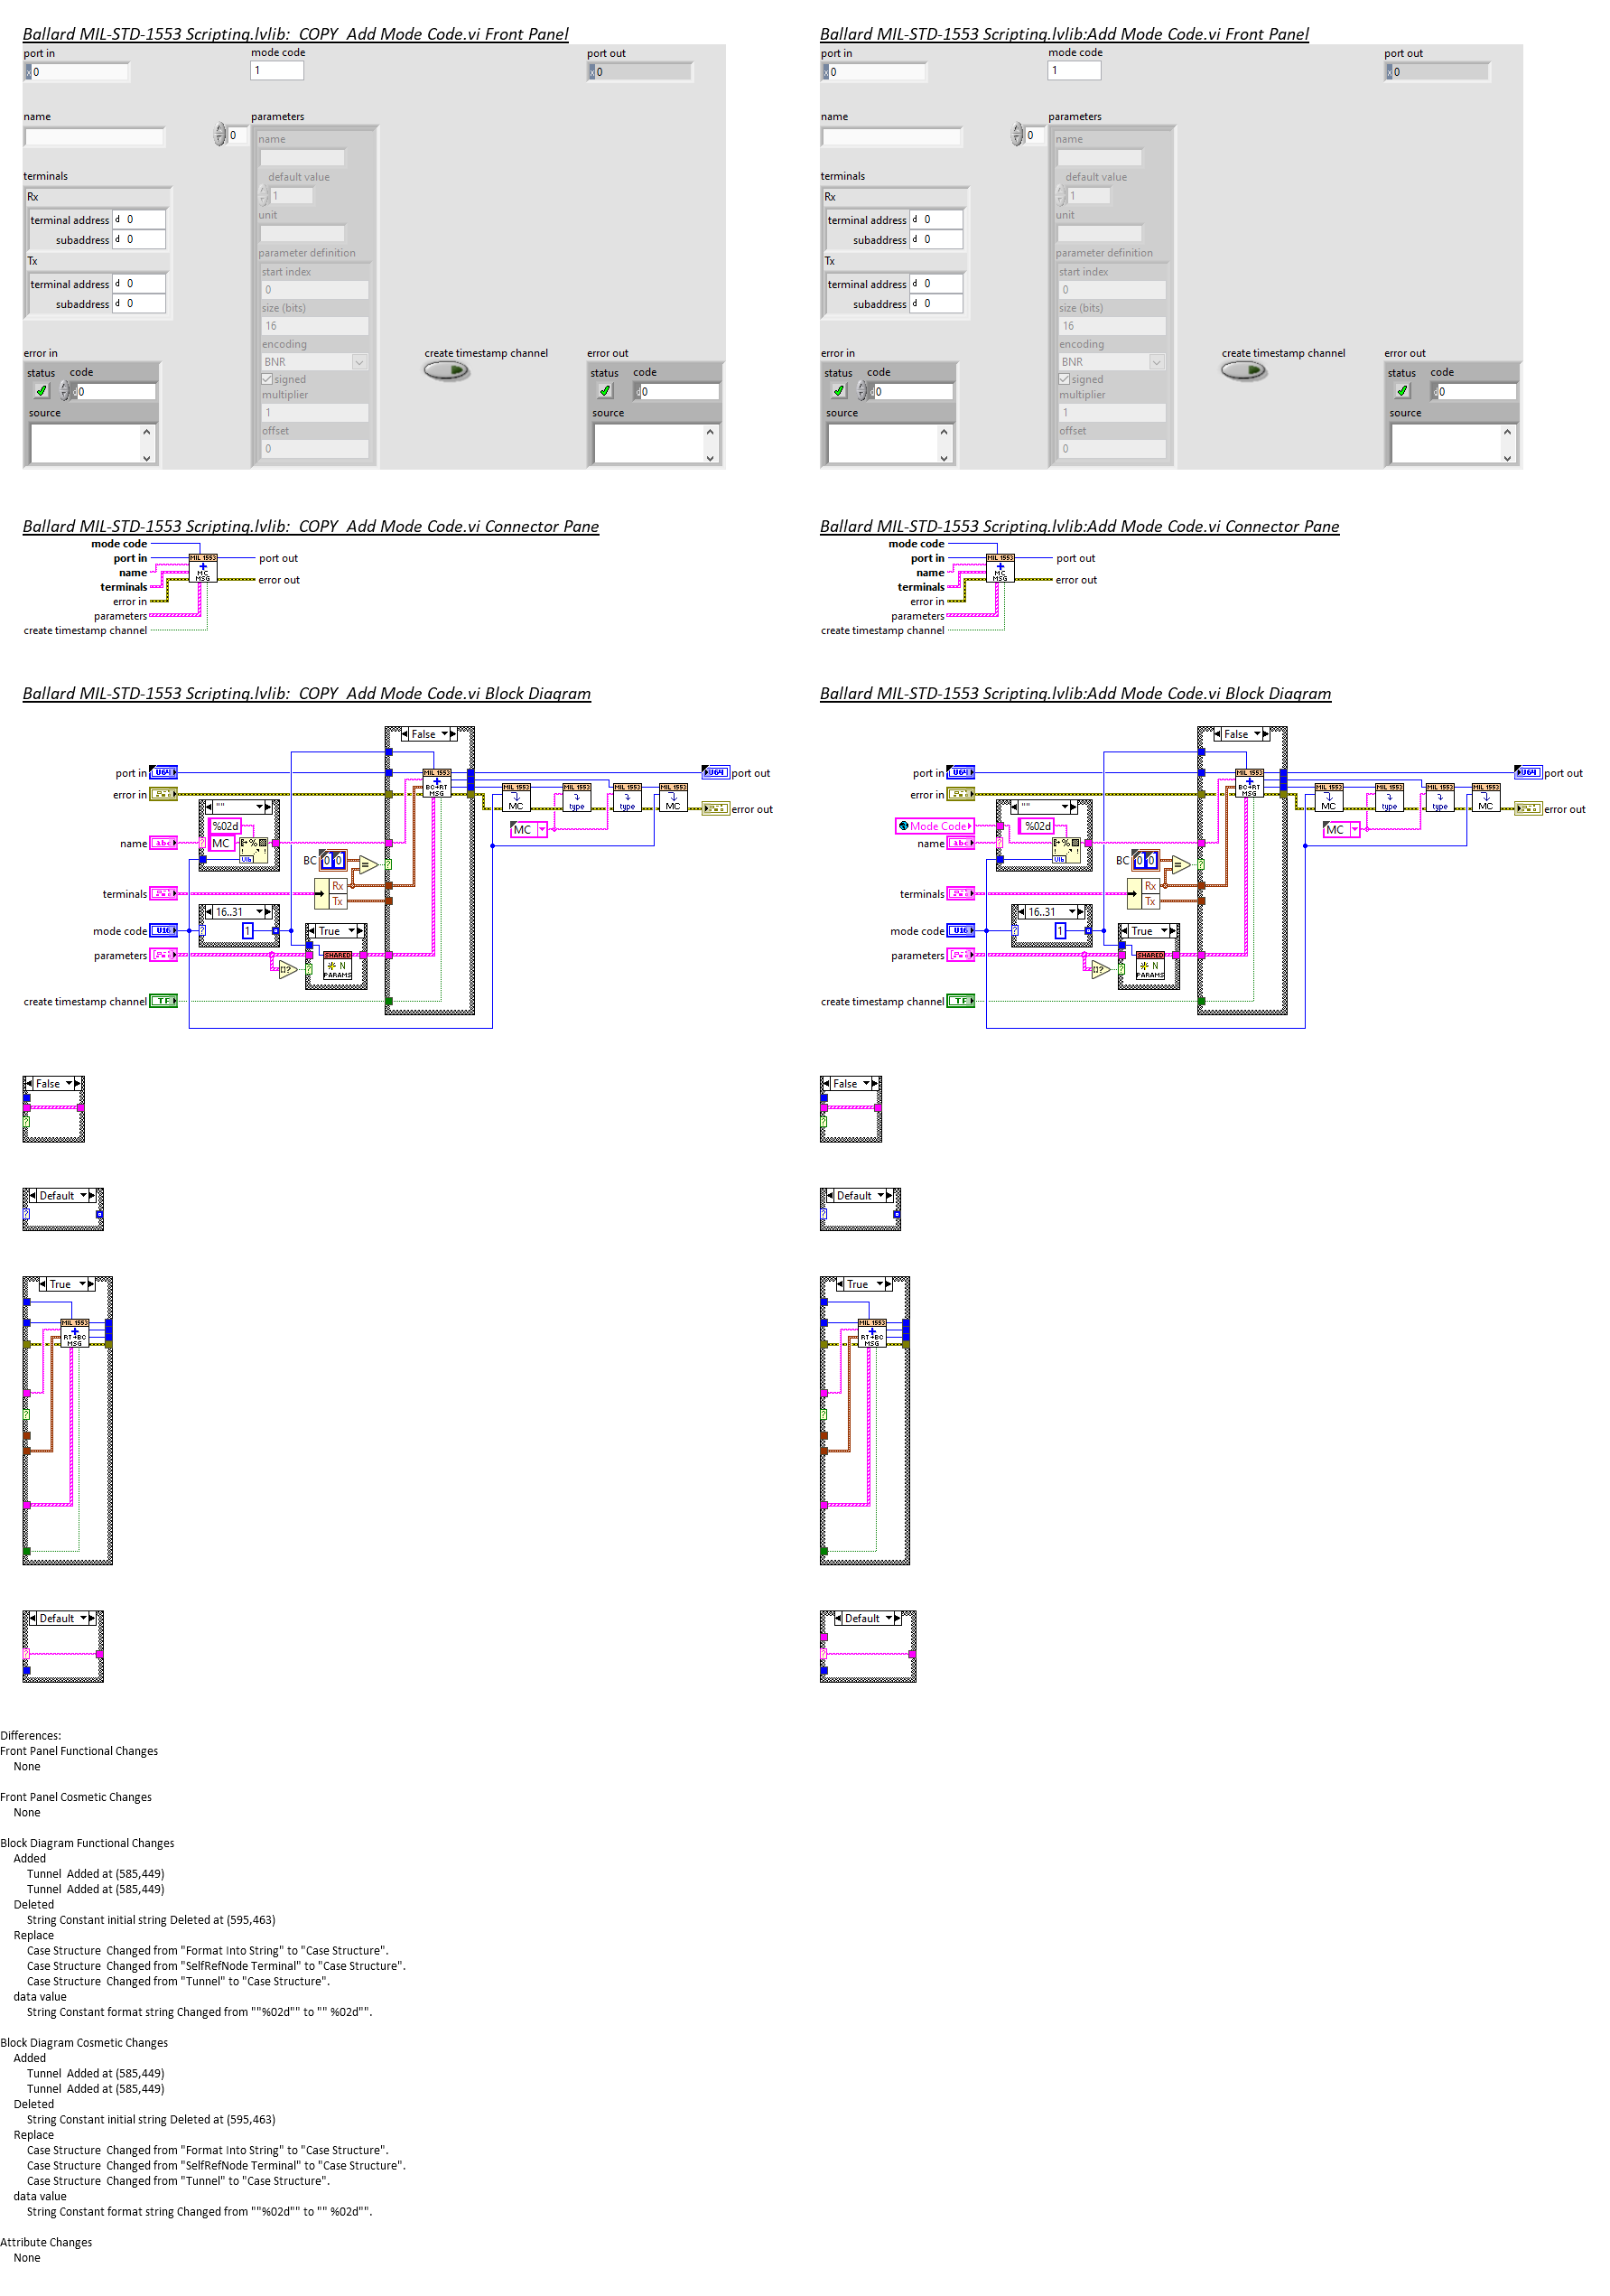 Ballard MIL-STD-1553 Scripting.lvlib:  COPY  Add Mode Code.vi Front Panel
port in
mode code
port out
0
1
0
name
parameters
0
name
default value
1
unit
terminals
Rx
terminal address d 0
subaddress d 0
Tx
terminal address d 0
subaddress d 0
parameter definition
start index
0
size (bits)
16
encoding
BNR
signed
multiplier
1
offset
0
error in
status code
0
source
create timestamp channel
error out
status code
0
source
Ballard MIL-STD-1553 Scripting.lvlib:Add Mode Code.vi Front Panel
port in
mode code
port out
0
1
0
name
parameters
0
name
default value
1
unit
terminals
Rx
terminal address d 0
subaddress d 0
Tx
terminal address d 0
subaddress d 0
parameter definition
start index
0
size (bits)
16
encoding
BNR
signed
multiplier
1
offset
0
error in
status code
0
source
create timestamp channel
error out
status code
0
source
Ballard MIL-STD-1553 Scripting.lvlib:  COPY  Add Mode Code.vi Connector Pane
mode code
port in
name
terminals
error in
parameters
create timestamp channel
MIL 1553
MC
MSG
port out
error out
Ballard MIL-STD-1553 Scripting.lvlib:Add Mode Code.vi Connector Pane
mode code
port in
name
terminals
error in
parameters
create timestamp channel
MIL 1553
MC
MSG
port out
error out
Ballard MIL-STD-1553 Scripting.lvlib:  COPY  Add Mode Code.vi Block Diagram
False
port in U64
error in
""
%02d
MC
name abc
U16
BC 0 0
=
terminals
Rx
Tx
16..31
mode code U16
1
True
parameters
SHARED
N
PARAMS
create timestamp channel TF
MIL 1553
BC→RT
MSG
MIL 1553
MC
MIL 1553
type
MIL 1553
type
MIL 1553
MC
MC
U64 port out
error out
Ballard MIL-STD-1553 Scripting.lvlib:Add Mode Code.vi Block Diagram
False
port in U64
error in
""
Mode Code
%02d
name abc
U16
BC 0 0
=
terminals
Rx
Tx
16..31
mode code U16
1
True
parameters
SHARED
N
PARAMS
create timestamp channel TF
MIL 1553
BC→RT
MSG
MIL 1553
MC
MIL 1553
type
MIL 1553
type
MIL 1553
MC
MC
U64 port out
error out
False
False
Default
Default
True
MIL 1553
RT→BC
MSG
True
MIL 1553
RT→BC
MSG
Default
Default
Differences:
Front Panel Functional Changes
None
Front Panel Cosmetic Changes
None
Block Diagram Functional Changes
Added
Tunnel  Added at (585,449)
Tunnel  Added at (585,449)
Deleted
String Constant initial string Deleted at (595,463)
Replace
Case Structure  Changed from "Format Into String" to "Case Structure".
Case Structure  Changed from "SelfRefNode Terminal" to "Case Structure".
Case Structure  Changed from "Tunnel" to "Case Structure".
data value
String Constant format string Changed from ""%02d"" to "" %02d"".
Block Diagram Cosmetic Changes
Added
Tunnel  Added at (585,449)
Tunnel  Added at (585,449)
Deleted
String Constant initial string Deleted at (595,463)
Replace
Case Structure  Changed from "Format Into String" to "Case Structure".
Case Structure  Changed from "SelfRefNode Terminal" to "Case Structure".
Case Structure  Changed from "Tunnel" to "Case Structure".
data value
String Constant format string Changed from ""%02d"" to "" %02d"".
Attribute Changes
None